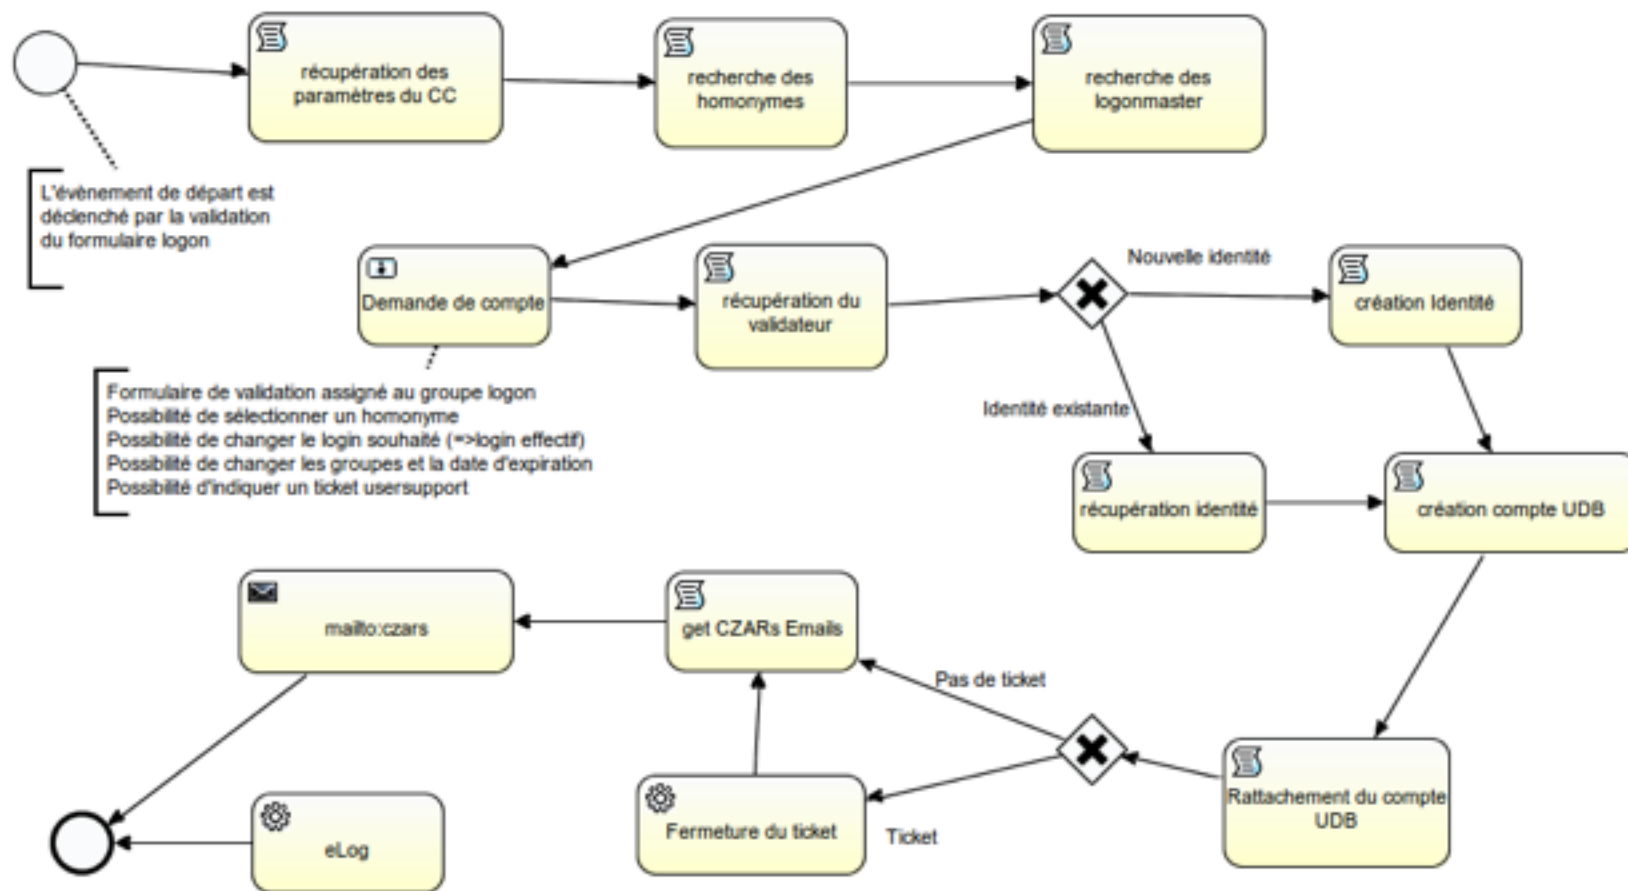 récupération des
paramètres du CC
recherche des
homonymes
recherche des
logonmaster
L'évènement de départ est
déclenché par la validation
du formulaire logon
Demande de compte
récupération du
validateur
Nouvelle identité
création Identité
Formulaire de validation assigné au groupe logon
Possibilité de sélectionner un homonyme
Possibilité de changer le login souhaité (=>login effectif)
Possibilité de changer les groupes et la date d'expiration
Possibilité d'indiquer un ticket usersupport
Identité existante
récupération identité
création compte UDB
mailto:czars
get CZARs Emails
Pas de ticket
Rattachement du compte
UDB
Fermeture du ticket
Ticket
eLog